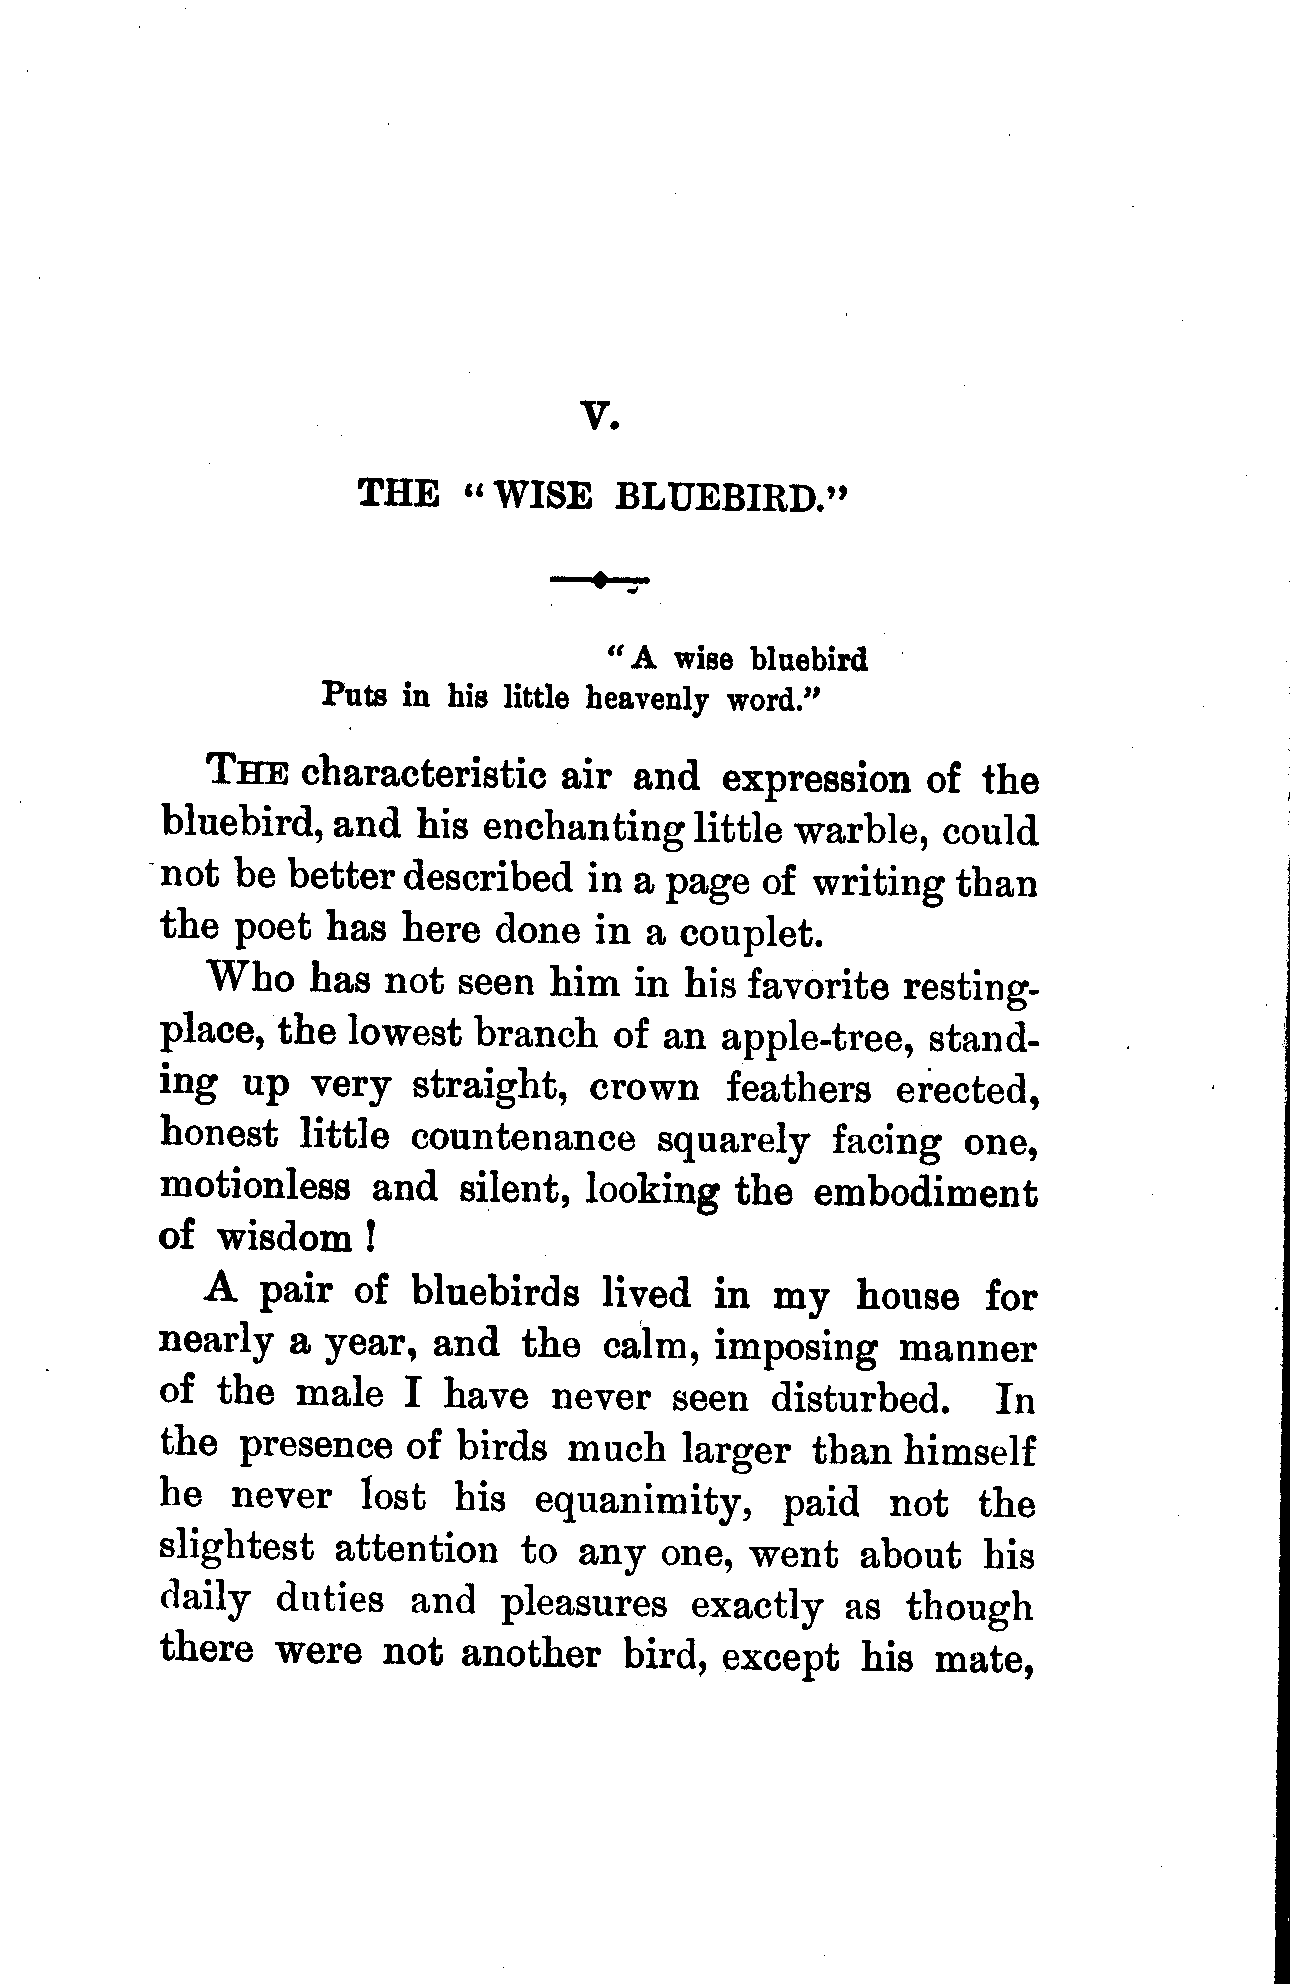 V.
THE "WISE BLUEBIRD."
"A wise bluebird
Puts in his little heavenly word."
THE characteristic air and expression of the
bluebird, and his enchanting little warble, could
not be better described in a page of writing than
the poet has here done in a couplet.
Who has not seen him in his favorite resting-
place, the lowest branch of an apple-tree, stand-
ing up very straight, crown feathers erected,
honest little countenance squarely facing one,
motionless and silent, looking the embodiment
of wisdom!
A pair of bluebirds lived in my house for
nearly a year, and the calm, imposing manner
of the male I have never seen disturbed. In
the presence of birds much larger than himself
he never lost his equanimity, paid not the
slightest attention to any one, went about his
daily duties and pleasures exactly as though
there were not another bird, except his mate,